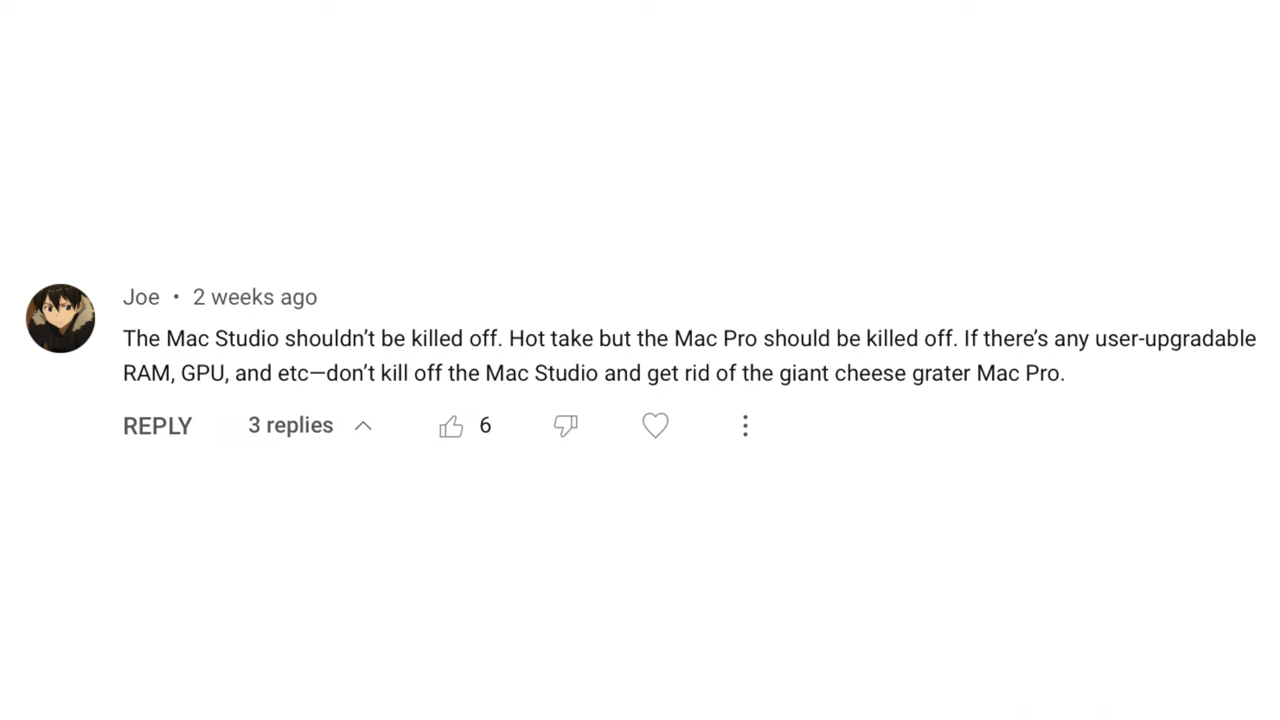 Joe • 2 weeks ago
The Mac Studio shouldn’t be killed off. Hot take but the Mac Pro should be killed off. If there’s any user-upgradable
RAM, GPU, and etc—don’t kill off the Mac Studio and get rid of the giant cheese grater Mac Pro.
REPLY 3 replies 6